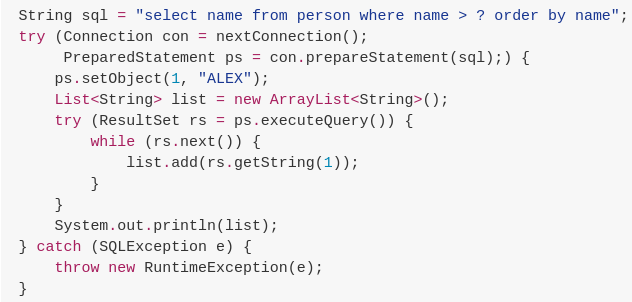 String sql = "select name from person where name > ? order by name";
try (Connection con = nextConnection();
     PreparedStatement ps = con.prepareStatement(sql);) {
    ps.setObject(1, "ALEX");
    List<String> list = new ArrayList<String>();
    try (ResultSet rs = ps.executeQuery()) {
        while (rs.next()) {
            list.add(rs.getString(1));
        }
    }
    System.out.println(list);
} catch (SQLException e) {
    throw new RuntimeException(e);
}